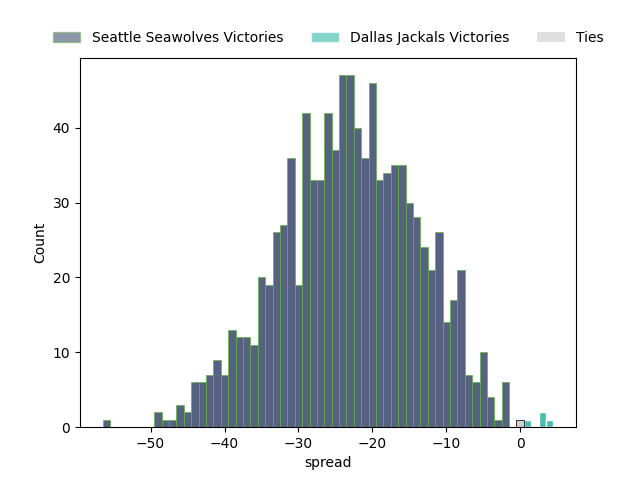 Seattle Seawolves Victories Dallas Jackals Victories Ties
Count
40
30
20
10
0
−50 −40 −30 −20 −10 0
spread